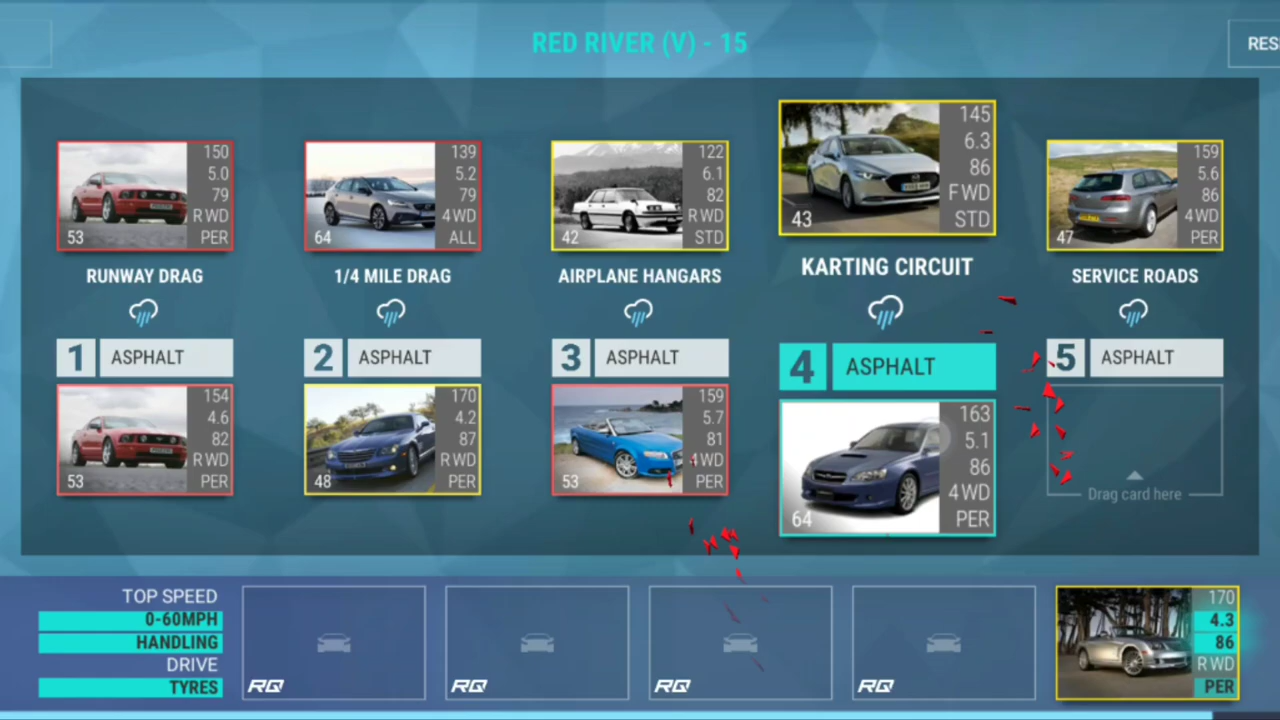 RED RIVER (V) - 15
RES
150
5.0
79
RWD
PER
53
139
5.2
79
4WD
ALL
64
122
6.1
82
RWD
STD
42
145
6.3
86
FWD
STD
43
159
5.6
86
4WD
PER
47
RUNWAY DRAG
1/4 MILE DRAG
AIRPLANE HANGARS
KARTING CIRCUIT
SERVICE ROADS
1 ASPHALT
2 ASPHALT
3 ASPHALT
4 ASPHALT
5 ASPHALT
154
4.6
82
RWD
PER
53
170
4.2
87
RWD
PER
48
159
5.7
81
4WD
PER
53
163
5.1
86
4WD
PER
64
Drag card here
TOP SPEED
0-60MPH
HANDLING
DRIVE
TYRES
RQ
RQ
RQ
RQ
170
4.3
86
RWD
PER